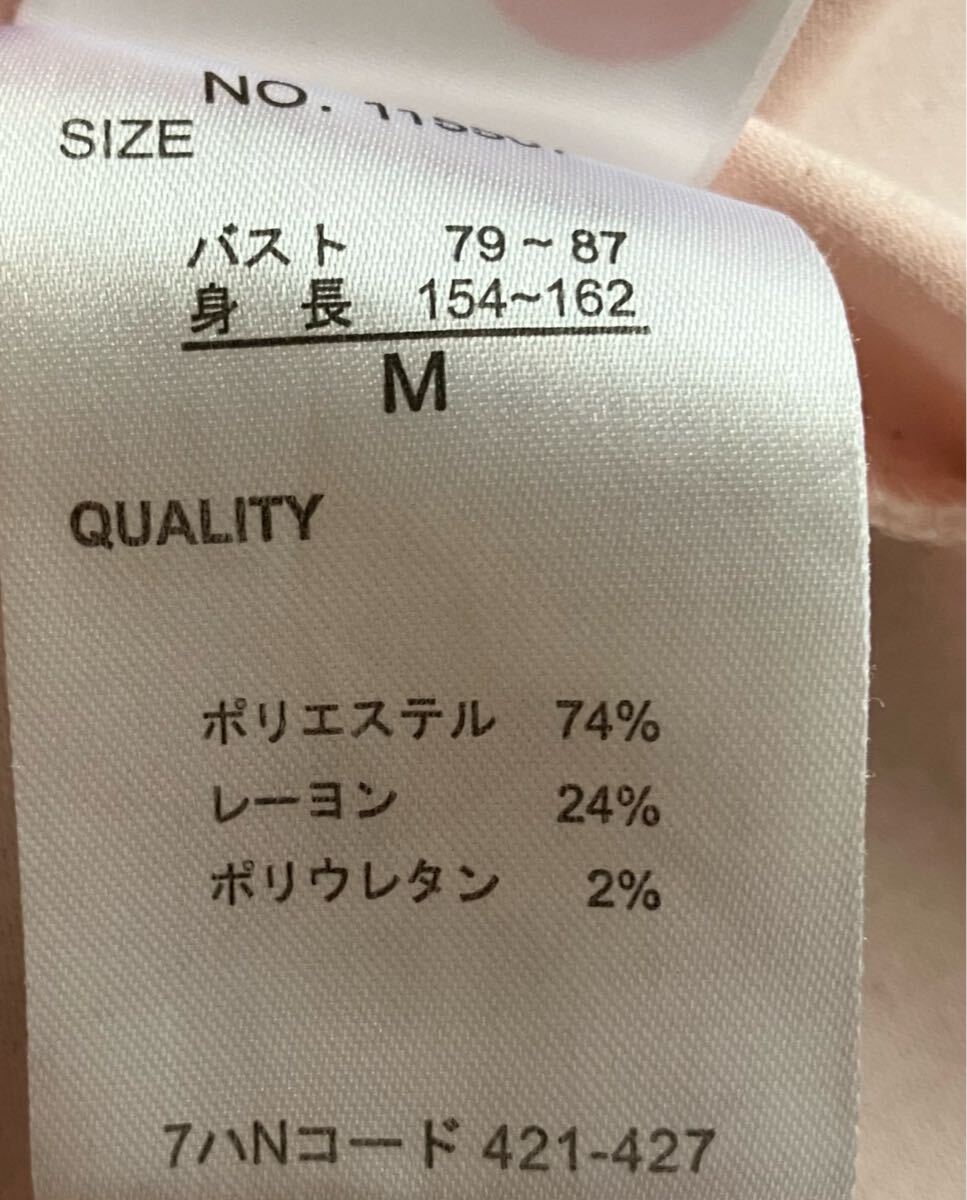 NO.
SIZE
バスト 79~87
身 長 154~162
M
QUALITY
ポリエステル 74%
レーヨン 24%
ポリウレタン 2%
7ハNコード 421-427